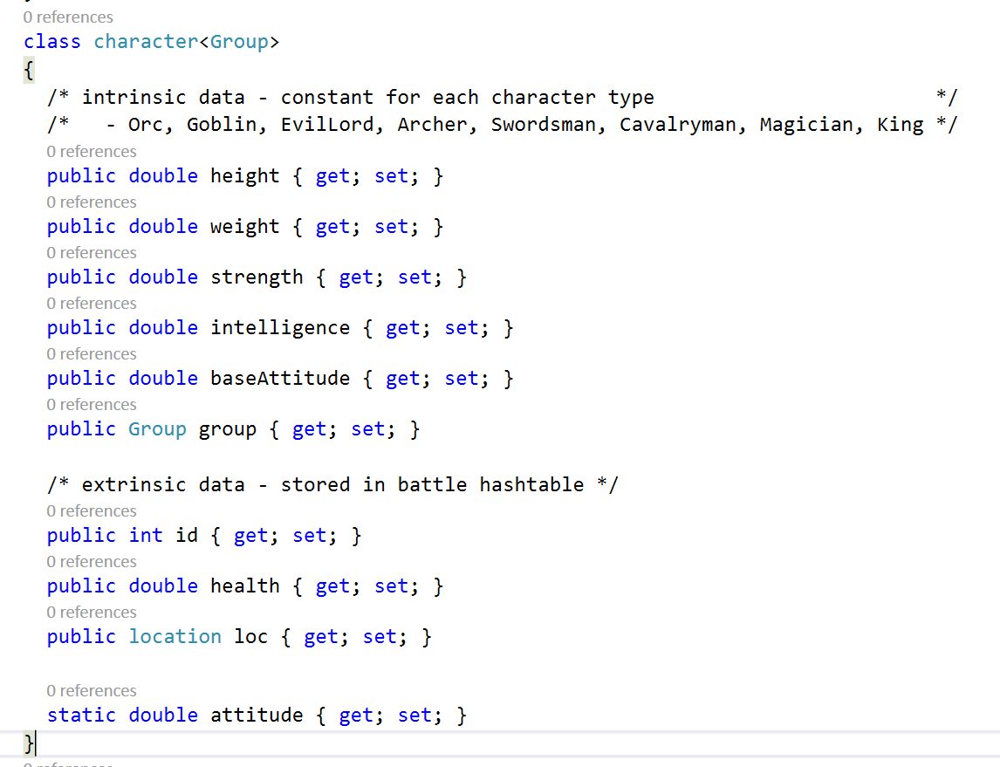 0 references
class character<Group>
{
/* intrinsic data - constant for each character type */
/* - Orc, Goblin, EvilLord, Archer, Swordsman, Cavalryman, Magician, King */
0 references
public double height { get; set; }
0 references
public double weight { get; set; }
0 references
public double strength { get; set; }
0 references
public double intelligence { get; set; }
0 references
public double baseAttitude { get; set; }
0 references
public Group group { get; set; }
/* extrinsic data - stored in battle hashtable */
0 references
public int id { get; set; }
0 references
public double health { get; set; }
0 references
public location loc { get; set; }
0 references
static double attitude { get; set; }
}